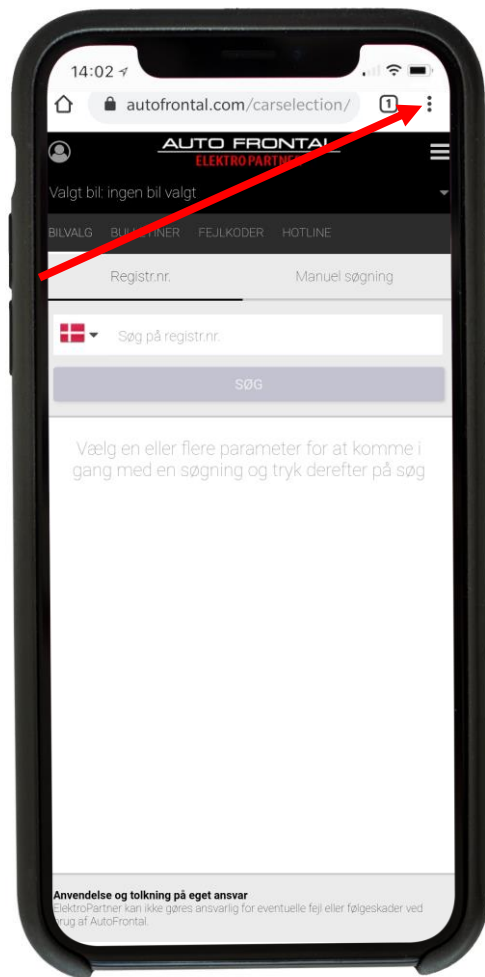 14:02
autofrontal.com/carselection/ 1
AUTO FRONTAL
ELEKTROPARTNER
Valgt bil: ingen bil valgt
BILVALG BULLETINER FEJLKODER HOTLINE
Registr.nr. Manuel søgning
Søg på registr.nr.
SØG
Vælg en eller flere parameter for at komme i
gang med en søgning og tryk derefter på søg
Anvendelse og tolkning på eget ansvar
ElektroPartner kan ikke gøres ansvarlig for eventuelle fejl eller følgeskader ved
brug af AutoFrontal.